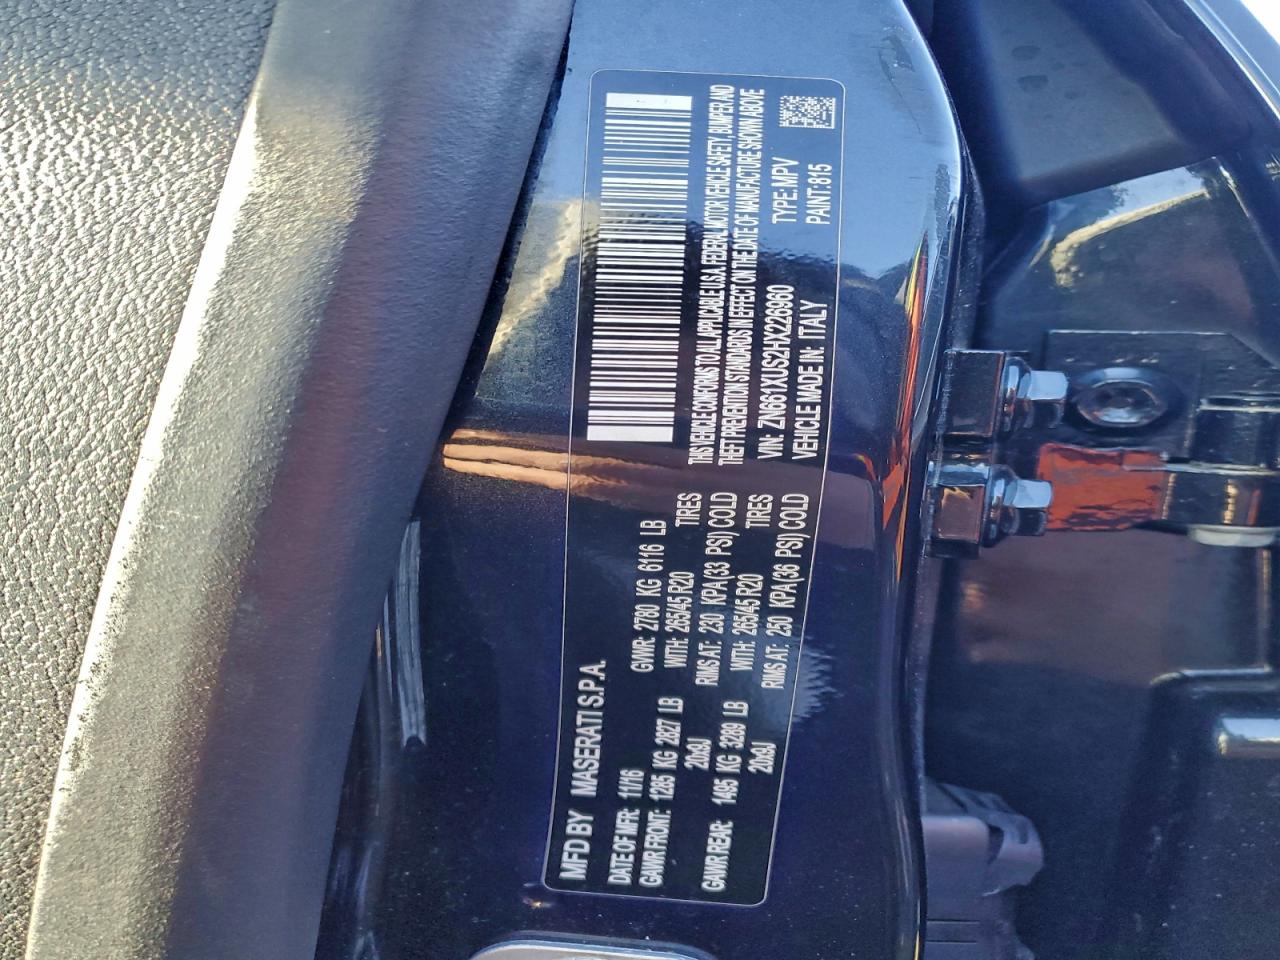 MFD BY MASERATI S.P.A.
DATE OF MFR: 11/16 GVWR: 2780 KG 6116 LB
GAWR FRONT: 1285 KG 2827 LB WITH: 265/45 R20 TIRES
20x9J RIMS AT: 230 KPA (33 PSI) COLD
GAWR REAR: 1495 KG 3289 LB WITH: 265/45 R20 TIRES
20x9J RIMS AT: 250 KPA (36 PSI) COLD
THIS VEHICLE CONFORMS TO ALL APPLICABLE U.S.A. FEDERAL MOTOR VEHICLE SAFETY, BUMPER AND
THEFT PREVENTION STANDARDS IN EFFECT ON THE DATE OF MANUFACTURE SHOWN ABOVE
VIN: ZN661XUS2HX226960 TYPE: MPV
VEHICLE MADE IN: ITALY PAINT: 815